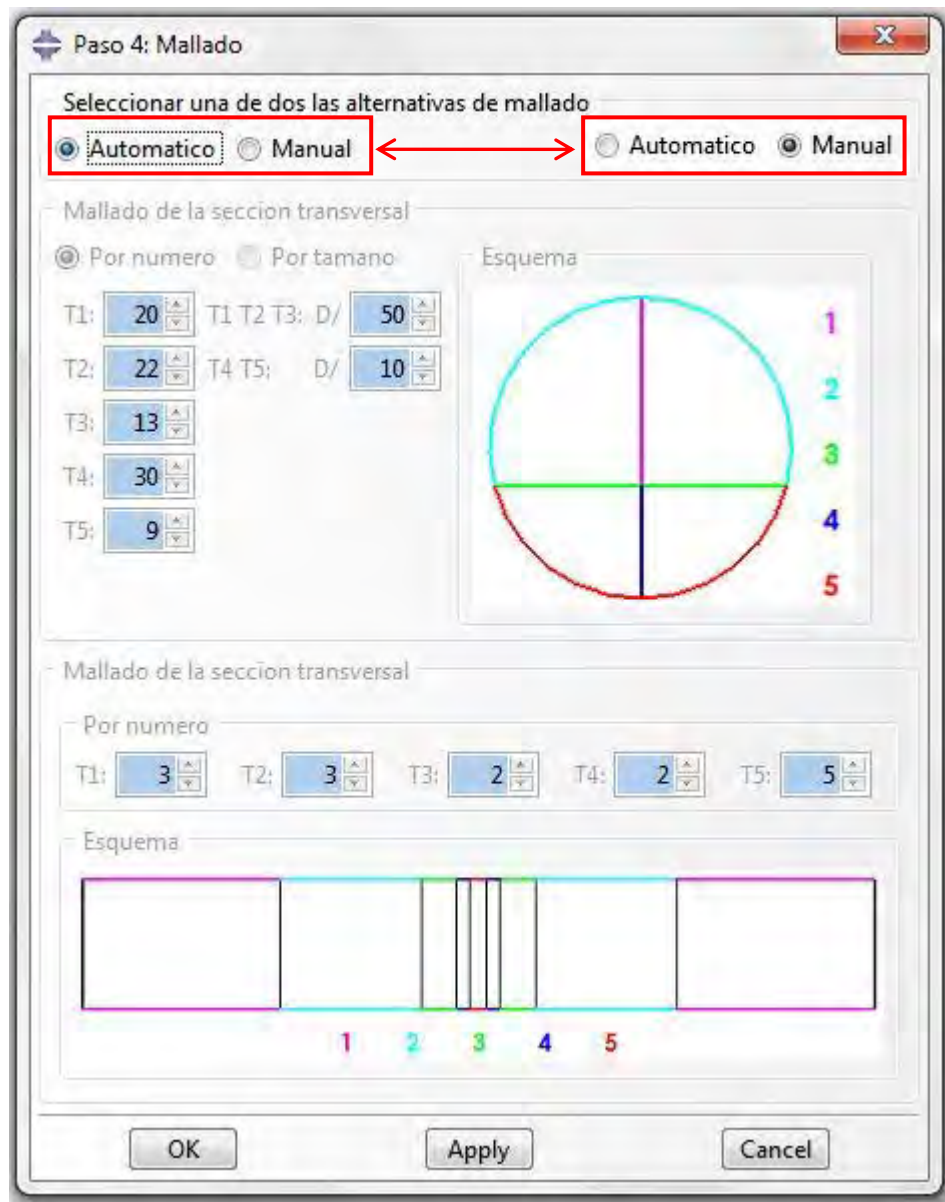 Paso 4: Mallado
Seleccionar una de dos las alternativas de mallado
Automatico Manual Automatico Manual
Mallado de la seccion transversal
Por numero Por tamano Esquema
T1: 20 T1 T2 T3: D/ 50 1
T2: 22 T4 T5: D/ 10 2
T3: 13 3
T4: 30 4
T5: 9 5
Mallado de la seccion transversal
Por numero
T1: 3 T2: 3 T3: 2 T4: 2 T5: 5
Esquema
1 2 3 4 5
OK Apply Cancel